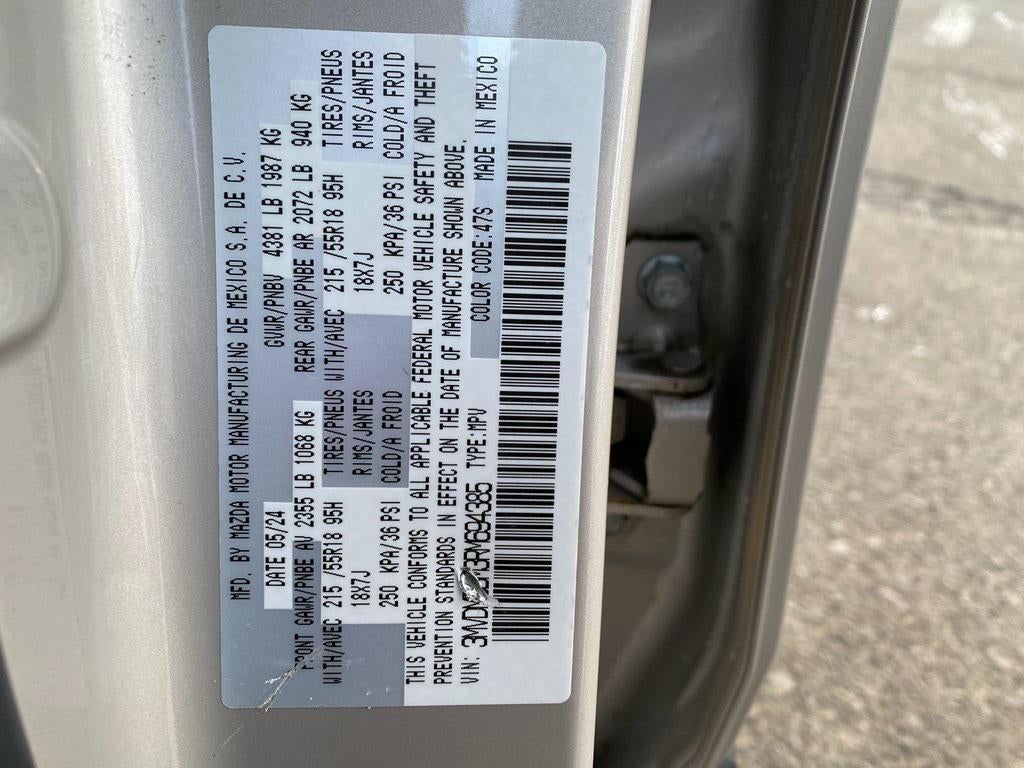 MFD. BY MAZDA MOTOR MANUFACTURING DE MEXICO S.A. DE C.V.
DATE 05/24 GVWR/PNBV 4381 LB 1987 KG
FRONT GAWR/PNBE AV 2355 LB 1068 KG REAR GAWR/PNBE AR 2072 LB 940 KG
WITH/AVEC 215 /55R18 95H TIRES/PNEUS WITH/AVEC 215 /55R18 95H TIRES/PNEUS
18X7J RIMS/JANTES 18X7J RIMS/JANTES
250 KPA/36 PSI COLD/A FROID 250 KPA/36 PSI COLD/A FROID
THIS VEHICLE CONFORMS TO ALL APPLICABLE FEDERAL MOTOR VEHICLE SAFETY AND THEFT
PREVENTION STANDARDS IN EFFECT ON THE DATE OF MANUFACTURE SHOWN ABOVE.
VIN: TYPE:MPV COLOR CODE:47S MADE IN MEXICO